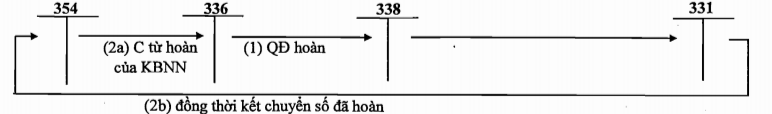 354 336 338 331
(2a) C từ hoàn
của KBNN
(1) QĐ hoàn
(2b) đồng thời kết chuyển số đã hoàn